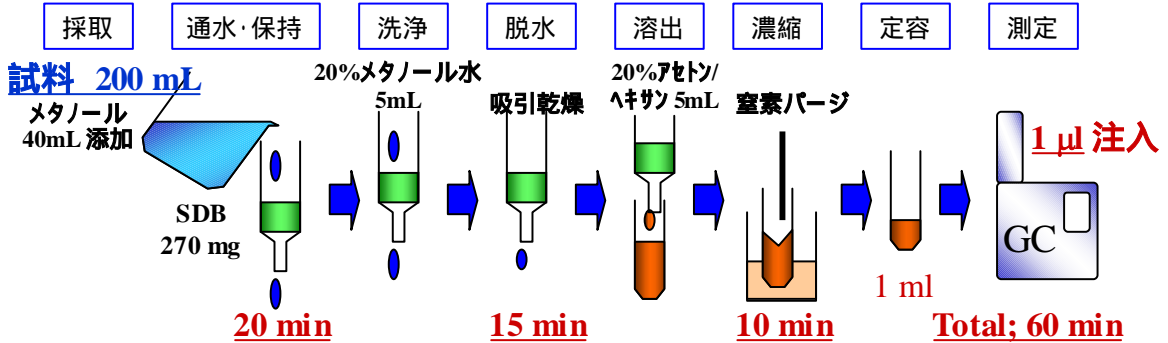 採取
通水･保持
洗浄
脱水
溶出
濃縮
定容
測定
試料 200 mL
メタノール
40mL 添加
SDB
270 mg
20 min
20%メタノール水
5mL
吸引乾燥
15 min
20%アセトン/
ヘキサン 5mL
窒素パージ
10 min
1 ml
1 μl 注入
GC
Total; 60 min